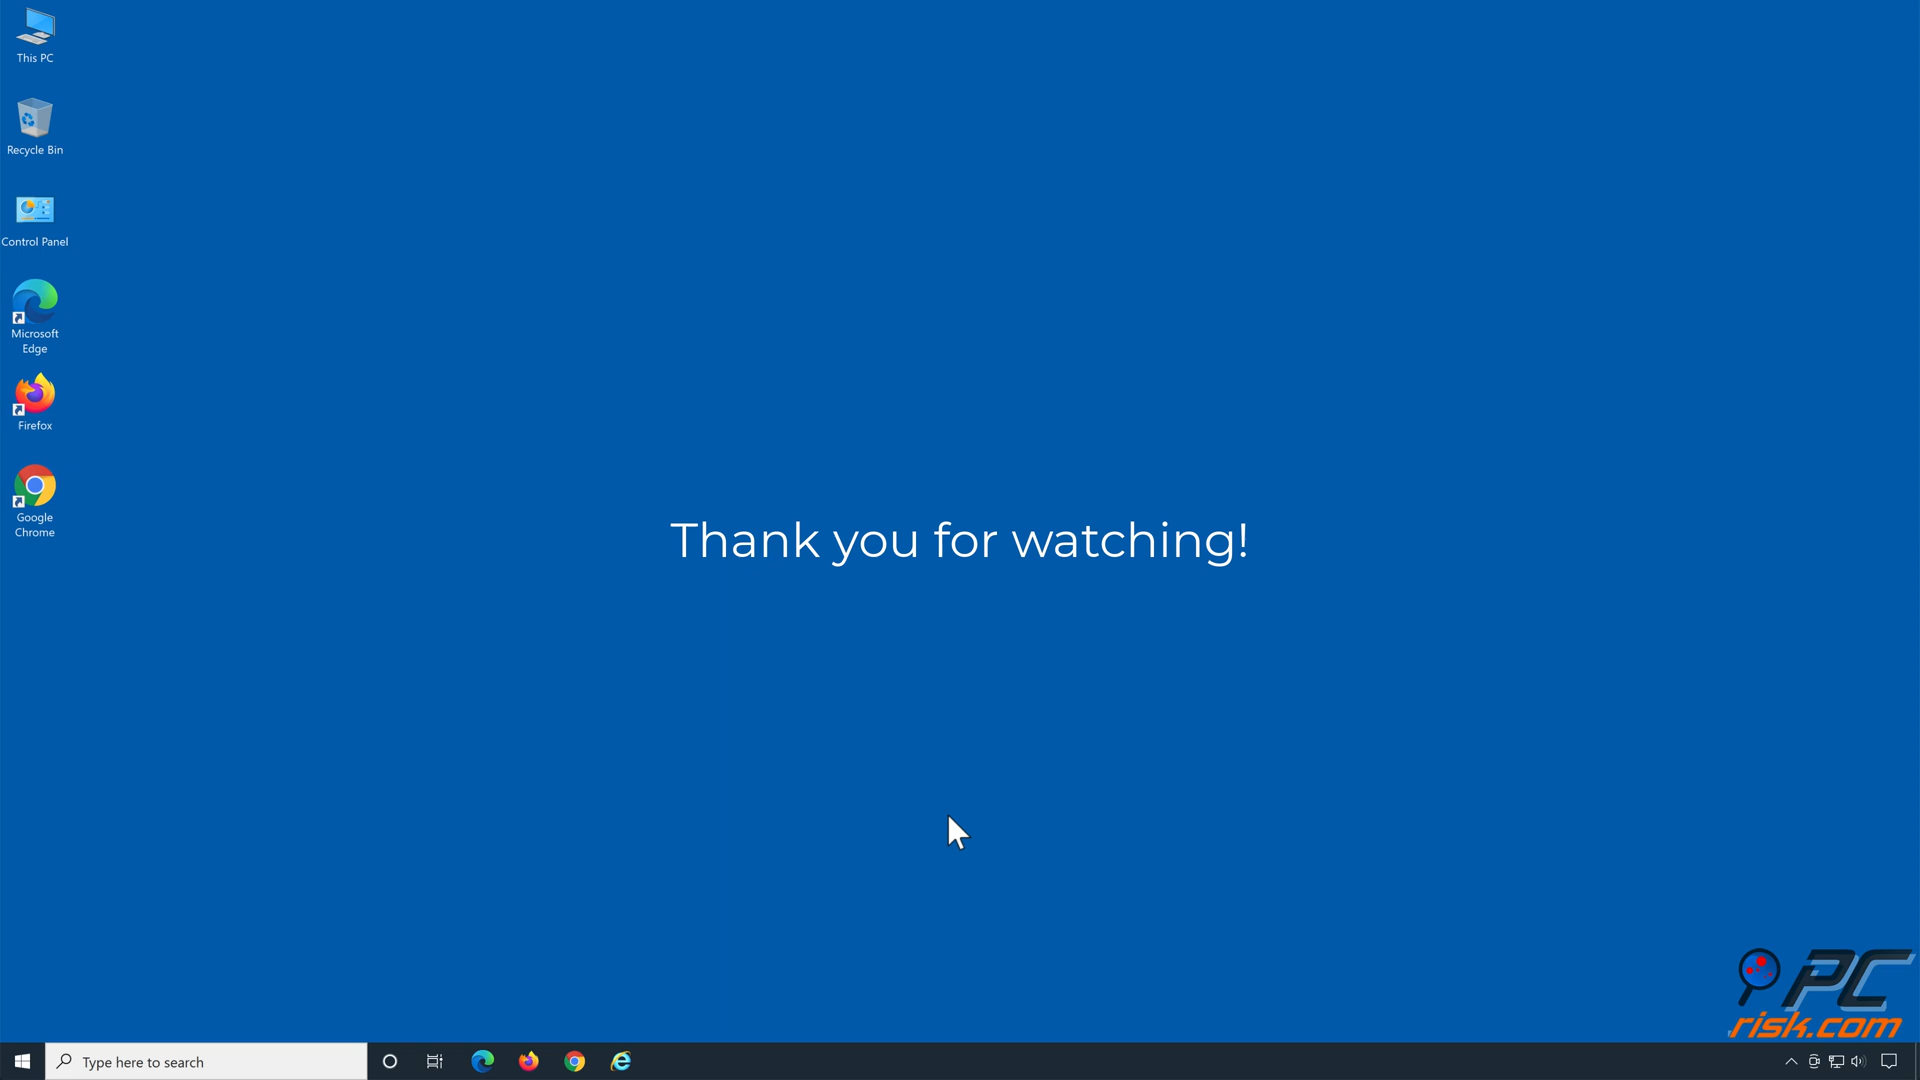 This PC
Recycle Bin
Control Panel
Microsoft
Edge
Firefox
Google
Chrome
Thank you for watching!
PC
risk.com
Type here to search